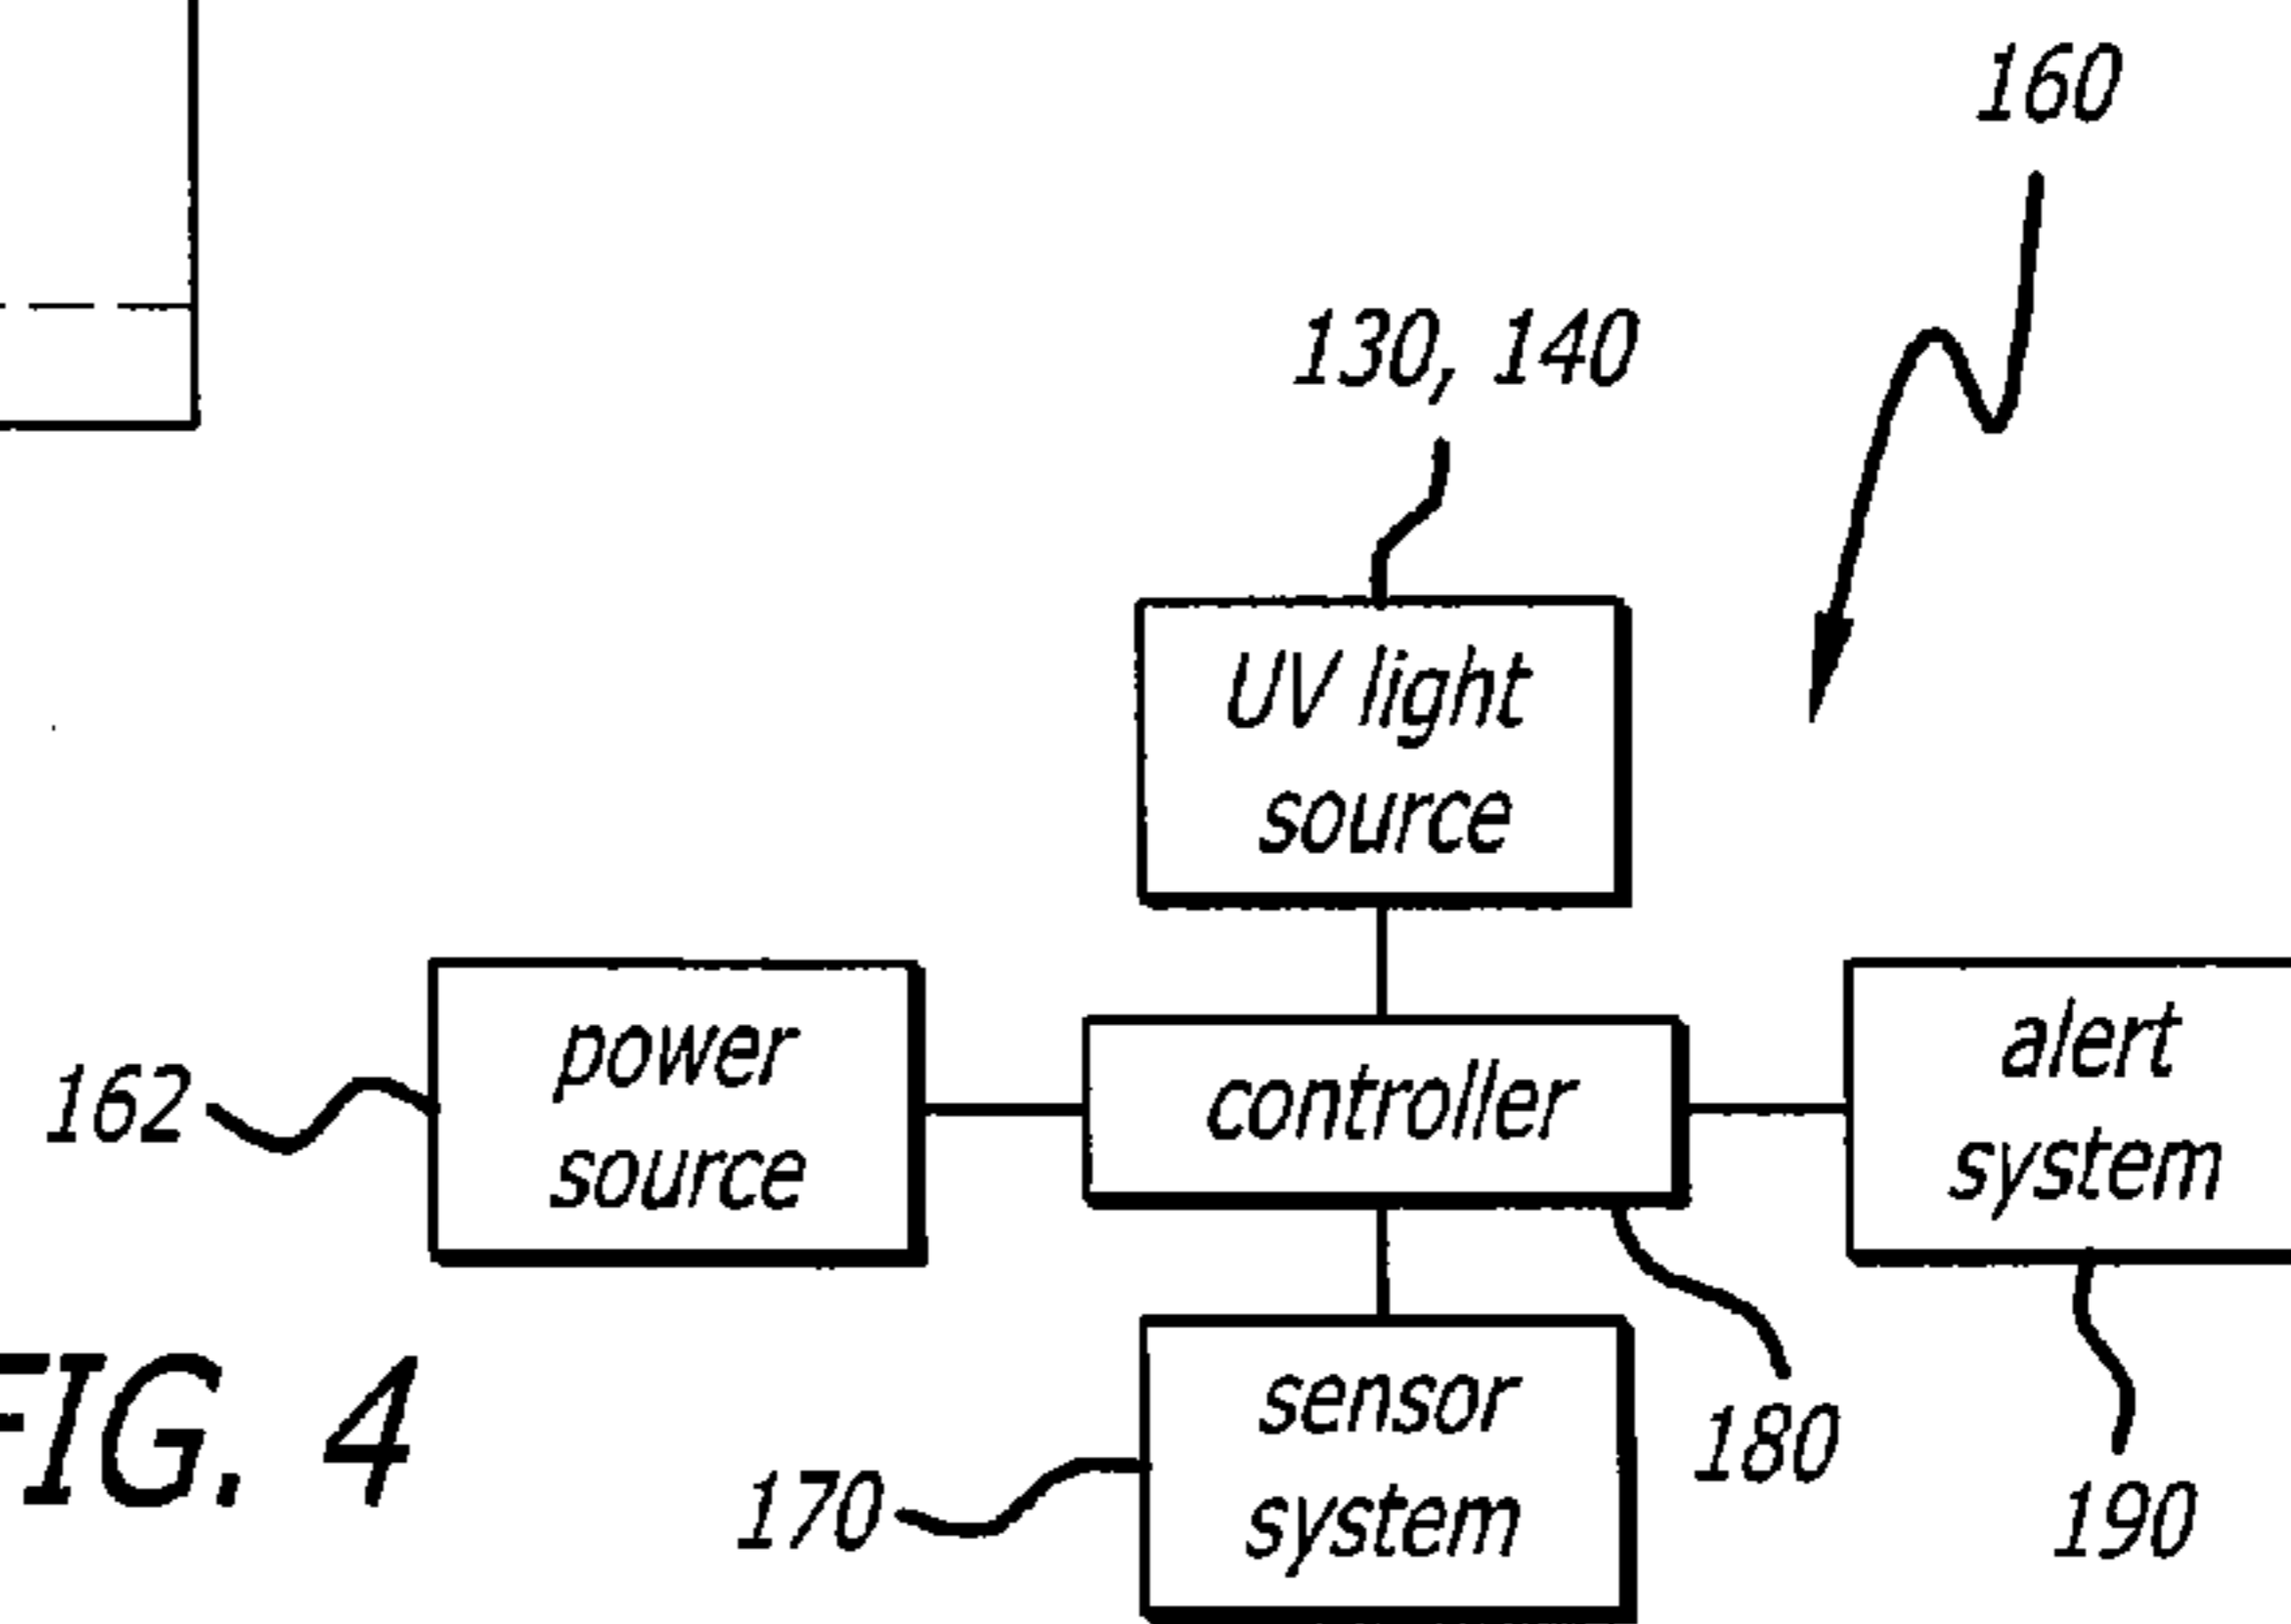 160
130, 140
UV light
source
power
source
162
controller
alert
system
FIG. 4
sensor
system
170
180
190